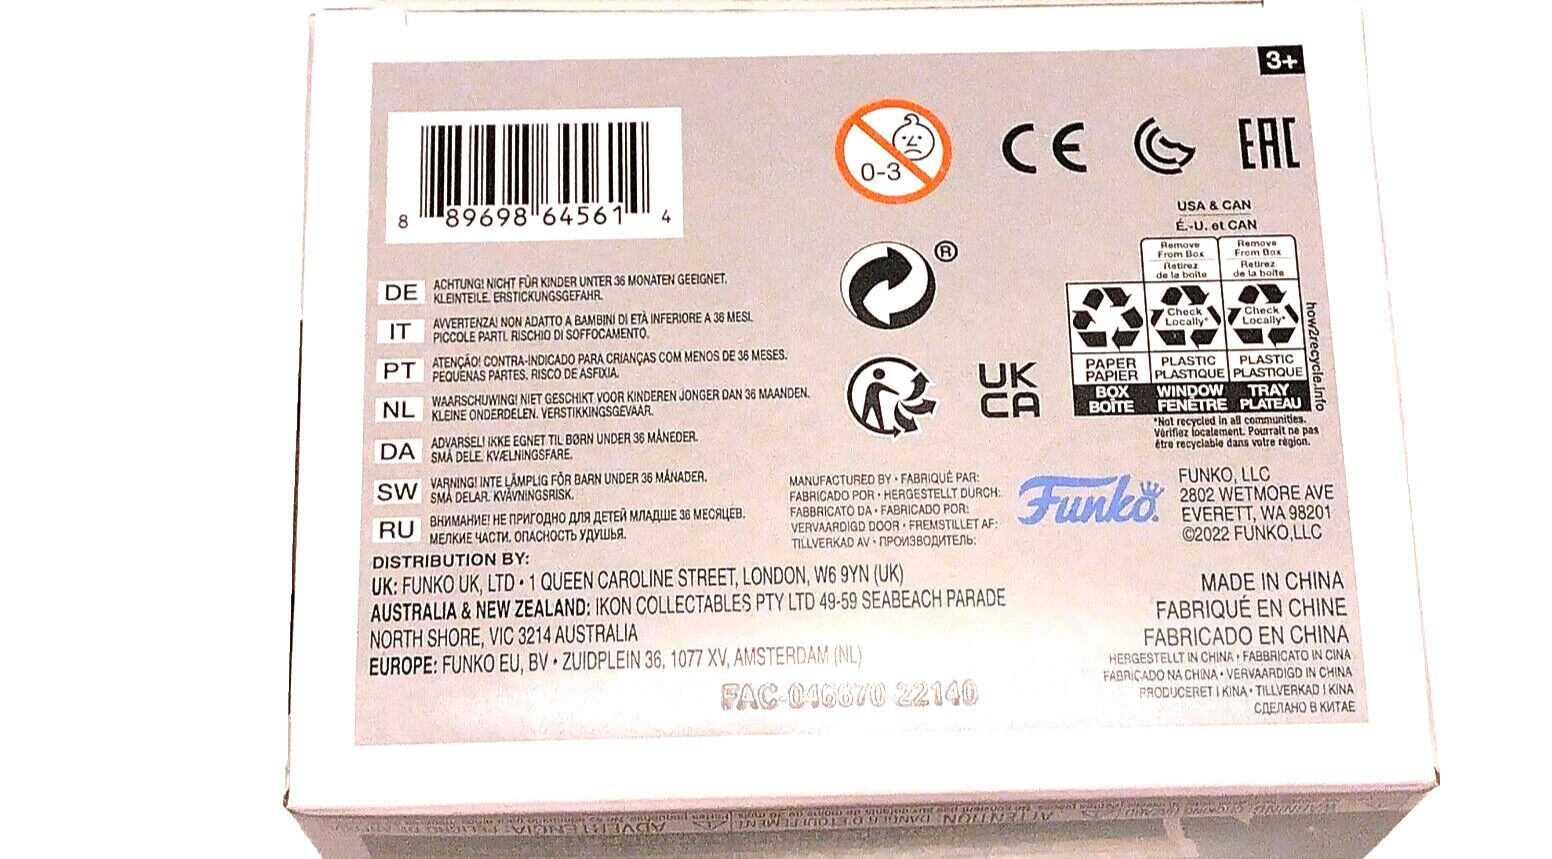 3+
8 89698 64561 4
0-3
CE
EAC
USA & CAN
É.-U. et CAN
Remove From Box
Retirez de la boîte
Remove From Box
Retirez de la boîte
Check Locally*
Check Locally*
PAPER PAPIER
PLASTIC PLASTIQUE
PLASTIC PLASTIQUE
BOX BOÎTE
WINDOW FENÊTRE
TRAY PLATEAU
how2recycle.info
*Not recycled in all communities.
Vérifiez localement. Pourrait ne pas
être recyclable dans votre région.
®
UK
CA
DE ACHTUNG! NICHT FÜR KINDER UNTER 36 MONATEN GEEIGNET.
KLEINTEILE. ERSTICKUNGSGEFAHR.
IT AVVERTENZA! NON ADATTO A BAMBINI DI ETÀ INFERIORE A 36 MESI.
PICCOLE PARTI. RISCHIO DI SOFFOCAMENTO.
PT ATENÇÃO! CONTRA-INDICADO PARA CRIANÇAS COM MENOS DE 36 MESES.
PEQUENAS PARTES. RISCO DE ASFIXIA.
NL WAARSCHUWING! NIET GESCHIKT VOOR KINDEREN JONGER DAN 36 MAANDEN.
KLEINE ONDERDELEN. VERSTIKKINGSGEVAAR.
DA ADVARSEL! IKKE EGNET TIL BØRN UNDER 36 MÅNEDER.
SMÅ DELE. KVÆLNINGSFARE.
SW VARNING! INTE LÄMPLIG FÖR BARN UNDER 36 MÅNADER.
SMÅ DELAR. KVÄVNINGSRISK.
RU ВНИМАНИЕ! НЕ ПРИГОДНО ДЛЯ ДЕТЕЙ МЛАДШЕ 36 МЕСЯЦЕВ.
МЕЛКИЕ ЧАСТИ. ОПАСНОСТЬ УДУШЬЯ.
MANUFACTURED BY • FABRIQUÉ PAR:
FABRICADO POR • HERGESTELLT DURCH:
FABBRICATO DA • FABRICADO POR:
VERVAARDIGD DOOR • FREMSTILLET AF:
TILLVERKAD AV • ПРОИЗВОДИТЕЛЬ:
Funko
FUNKO, LLC
2802 WETMORE AVE
EVERETT, WA 98201
©2022 FUNKO,LLC
DISTRIBUTION BY:
UK: FUNKO UK, LTD • 1 QUEEN CAROLINE STREET, LONDON, W6 9YN (UK)
AUSTRALIA & NEW ZEALAND: IKON COLLECTABLES PTY LTD 49-59 SEABEACH PARADE
NORTH SHORE, VIC 3214 AUSTRALIA
EUROPE: FUNKO EU, BV • ZUIDPLEIN 36, 1077 XV, AMSTERDAM (NL)
MADE IN CHINA
FABRIQUÉ EN CHINE
FABRICADO EN CHINA
HERGESTELLT IN CHINA • FABBRICATO IN CINA
FABRICADO NA CHINA • VERVAARDIGD IN CHINA
PRODUCERET I KINA • TILLVERKAD I KINA
СДЕЛАНО В КИТАЕ
FAC-046670 22140